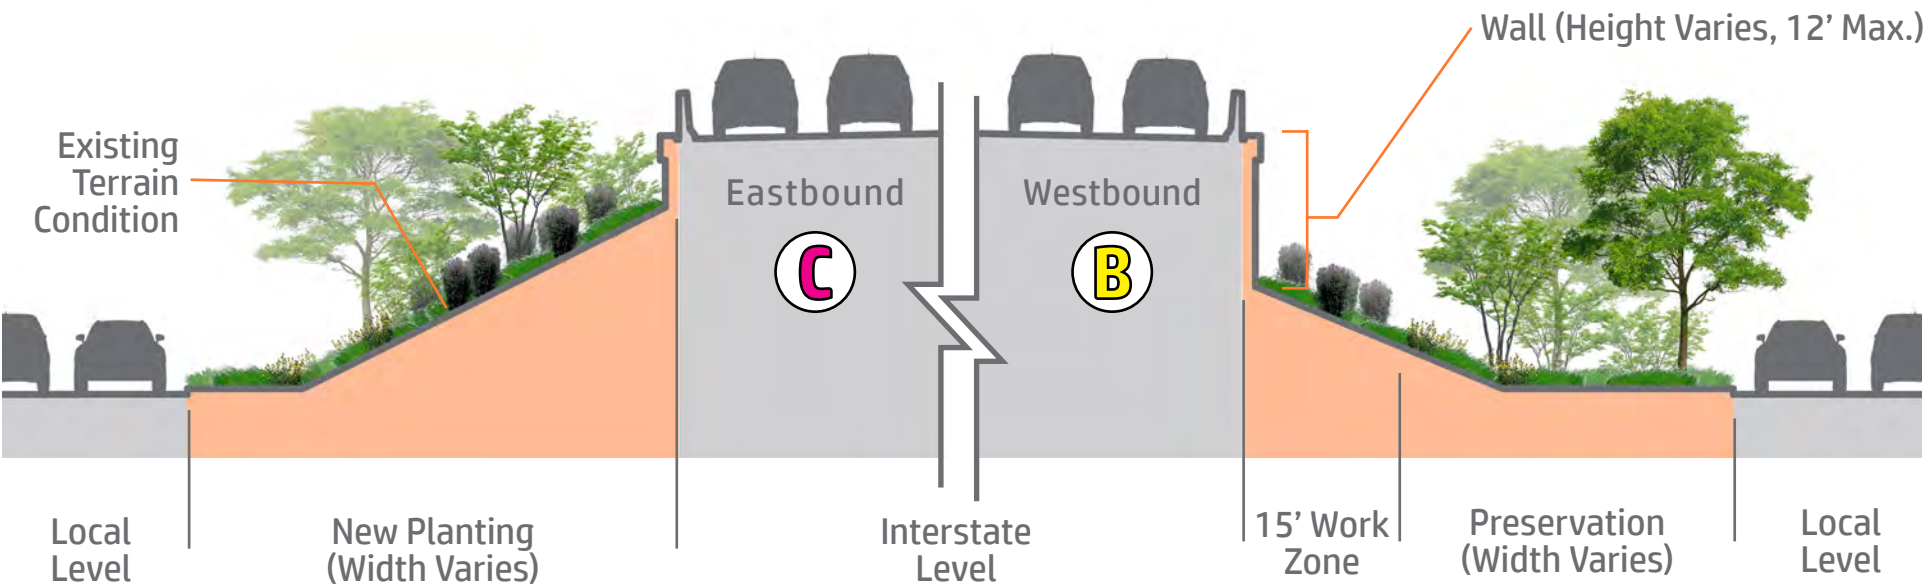 Wall (Height Varies, 12’ Max.)
Existing
Terrain
Condition
Eastbound
Westbound
C
B
Local
Level
New Planting
(Width Varies)
Interstate
Level
15’ Work
Zone
Preservation
(Width Varies)
Local
Level